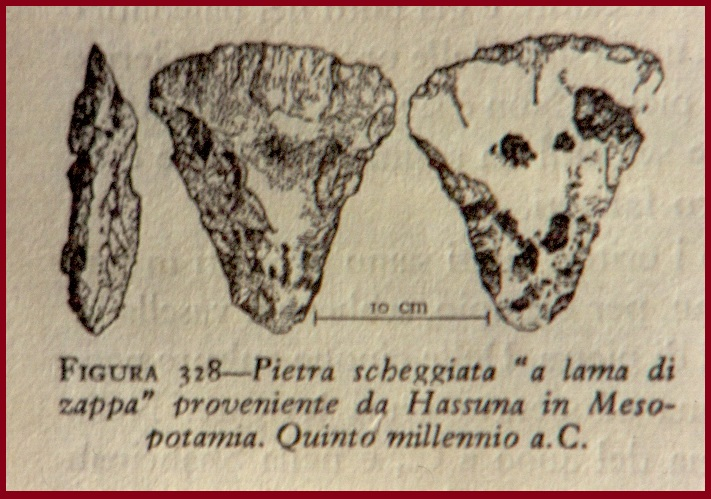 10 cm
FIGURA 328—Pietra scheggiata "a lama di
zappa" proveniente da Hassuna in Meso-
potamia. Quinto millennio a.C.